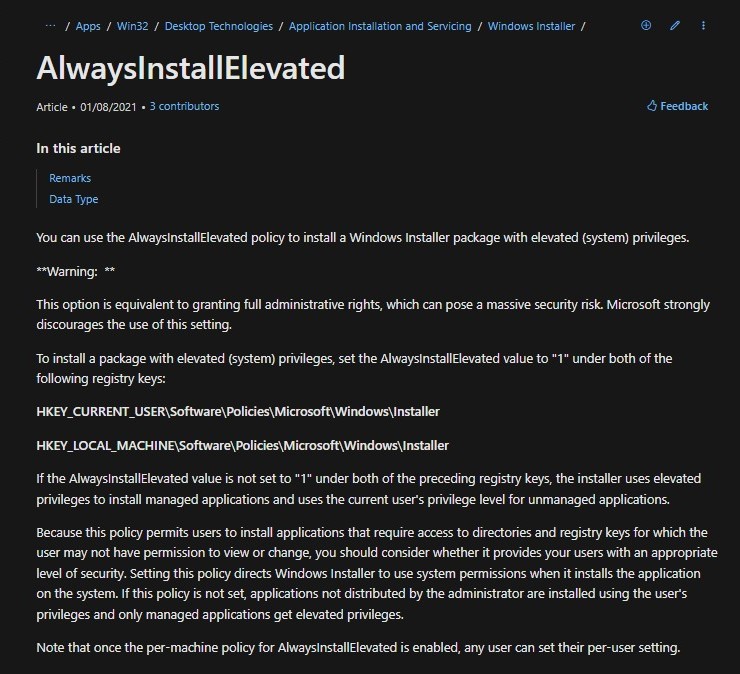 ··· / Apps / Win32 / Desktop Technologies / Application Installation and Servicing / Windows Installer /
AlwaysInstallElevated
Article • 01/08/2021 • 3 contributors
Feedback
In this article
Remarks
Data Type
You can use the AlwaysInstallElevated policy to install a Windows Installer package with elevated (system) privileges.
**Warning:  **
This option is equivalent to granting full administrative rights, which can pose a massive security risk. Microsoft strongly
discourages the use of this setting.
To install a package with elevated (system) privileges, set the AlwaysInstallElevated value to "1" under both of the
following registry keys:
HKEY_CURRENT_USER\Software\Policies\Microsoft\Windows\Installer
HKEY_LOCAL_MACHINE\Software\Policies\Microsoft\Windows\Installer
If the AlwaysInstallElevated value is not set to "1" under both of the preceding registry keys, the installer uses elevated
privileges to install managed applications and uses the current user's privilege level for unmanaged applications.
Because this policy permits users to install applications that require access to directories and registry keys for which the
user may not have permission to view or change, you should consider whether it provides your users with an appropriate
level of security. Setting this policy directs Windows Installer to use system permissions when it installs the application
on the system. If this policy is not set, applications not distributed by the administrator are installed using the user's
privileges and only managed applications get elevated privileges.
Note that once the per-machine policy for AlwaysInstallElevated is enabled, any user can set their per-user setting.